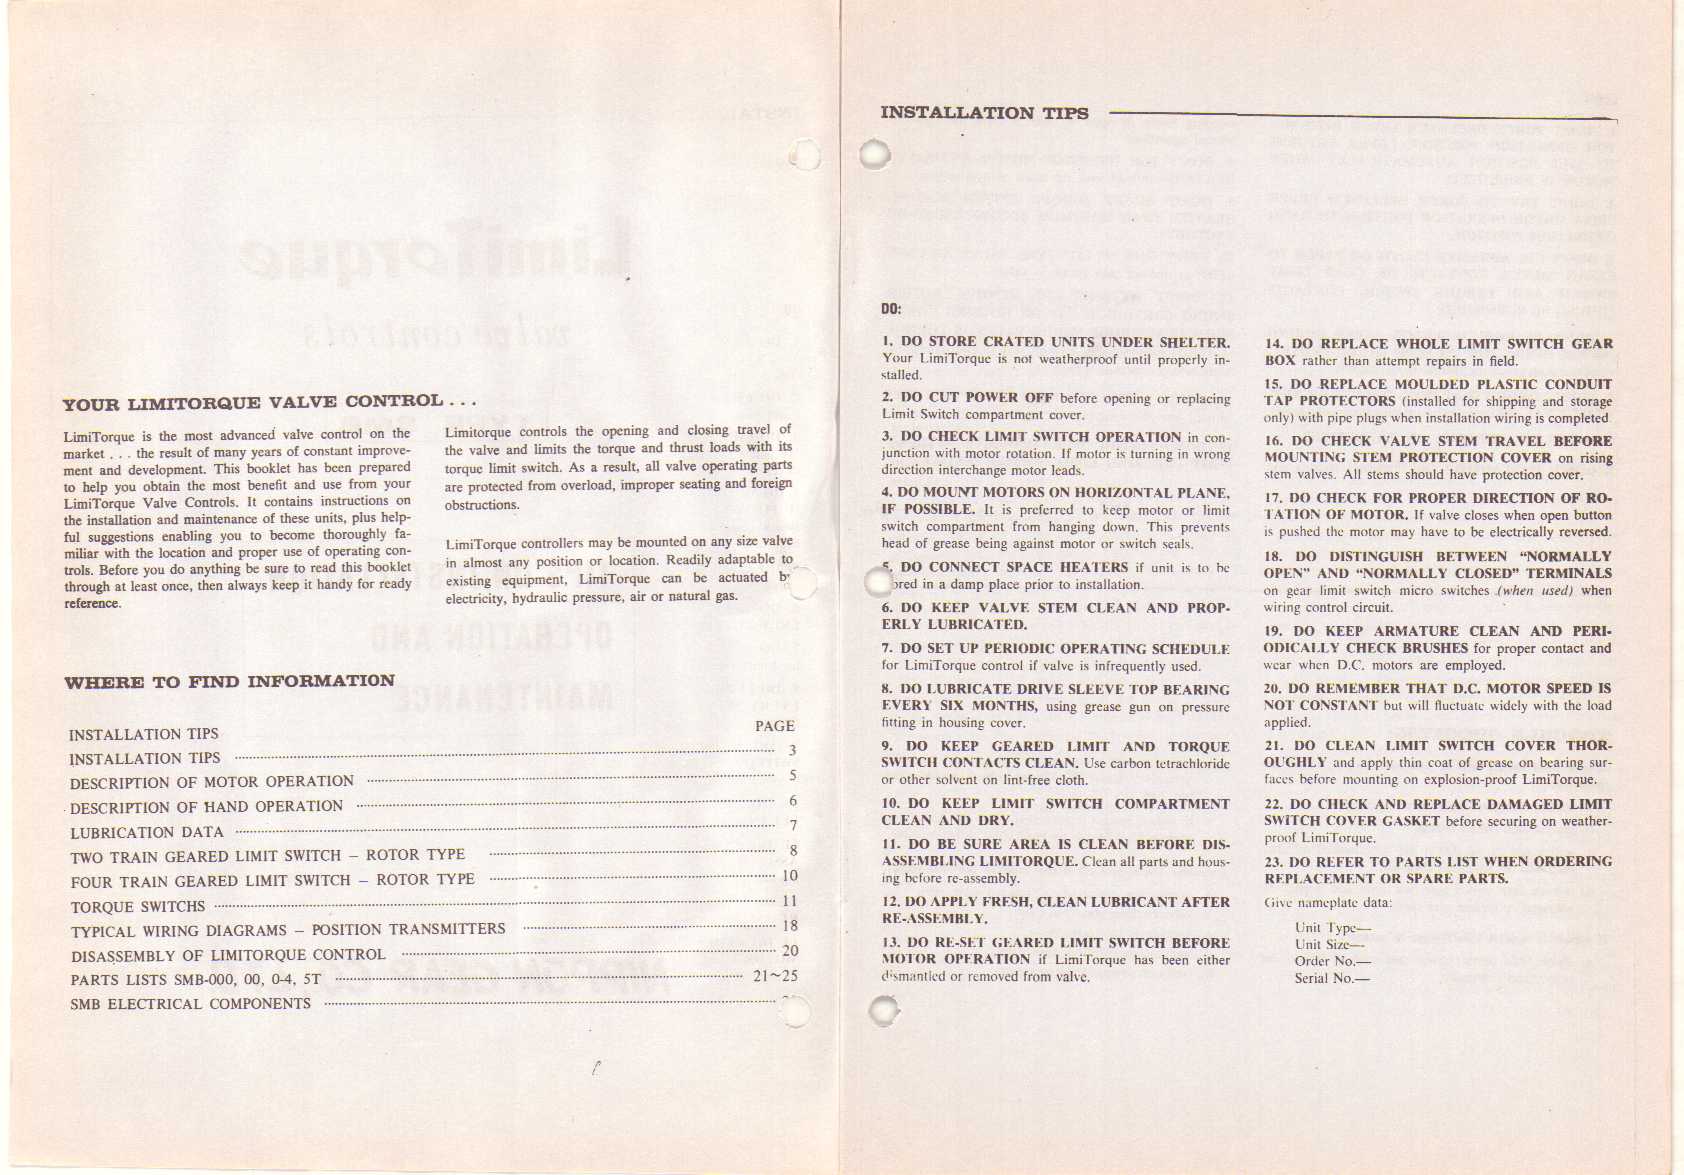 YOUR LIMITORQUE VALVE CONTROL . . .
LimiTorque is the most advanced valve control on the
market . . . the result of many years of constant improve-
ment and development. This booklet has been prepared
to help you obtain the most benefit and use from your
LimiTorque Valve Controls. It contains instructions on
the installation and maintenance of these units, plus help-
ful suggestions enabling you to become thoroughly fa-
miliar with the location and proper use of operating con-
trols. Before you do anything be sure to read this booklet
through at least once, then always keep it handy for ready
reference.
Limitorque controls the opening and closing travel of
the valve and limits the torque and thrust loads with its
torque limit switch. As a result, all valve operating parts
are protected from overload, improper seating and foreign
obstructions.
LimiTorque controllers may be mounted on any size valve
in almost any position or location. Readily adaptable to
existing equipment, LimiTorque can be actuated
electricity, hydraulic pressure, air or natural gas.
WHERE TO FIND INFORMATION
PAGE
INSTALLATION TIPS
INSTALLATION TIPS 3
DESCRIPTION OF MOTOR OPERATION 5
DESCRIPTION OF HAND OPERATION 6
LUBRICATION DATA 7
TWO TRAIN GEARED LIMIT SWITCH – ROTOR TYPE 8
FOUR TRAIN GEARED LIMIT SWITCH – ROTOR TYPE 10
TORQUE SWITCHS 11
TYPICAL WIRING DIAGRAMS – POSITION TRANSMITTERS 18
DISASSEMBLY OF LIMITORQUE CONTROL 20
PARTS LISTS SMB-000, 00, 0-4, 5T 21~25
SMB ELECTRICAL COMPONENTS
INSTALLATION TIPS
DO:
1. DO STORE CRATED UNITS UNDER SHELTER.
Your LimiTorque is not weatherproof until properly in-
stalled.
2. DO CUT POWER OFF before opening or replacing
Limit Switch compartment cover.
3. DO CHECK LIMIT SWITCH OPERATION in con-
junction with motor rotation. If motor is turning in wrong
direction interchange motor leads.
4. DO MOUNT MOTORS ON HORIZONTAL PLANE,
IF POSSIBLE. It is preferred to keep motor or limit
switch compartment from hanging down. This prevents
head of grease being against motor or switch seals.
5. DO CONNECT SPACE HEATERS if unit is to be
ored in a damp place prior to installation.
6. DO KEEP VALVE STEM CLEAN AND PROP-
ERLY LUBRICATED.
7. DO SET UP PERIODIC OPERATING SCHEDULE
for LimiTorque control if valve is infrequently used.
8. DO LUBRICATE DRIVE SLEEVE TOP BEARING
EVERY SIX MONTHS, using grease gun on pressure
fitting in housing cover.
9. DO KEEP GEARED LIMIT AND TORQUE
SWITCH CONTACTS CLEAN. Use carbon tetrachloride
or other solvent on lint-free cloth.
10. DO KEEP LIMIT SWITCH COMPARTMENT
CLEAN AND DRY.
11. DO BE SURE AREA IS CLEAN BEFORE DIS-
ASSEMBLING LIMITORQUE. Clean all parts and hous-
ing before re-assembly.
12. DO APPLY FRESH, CLEAN LUBRICANT AFTER
RE-ASSEMBLY.
13. DO RE-SET GEARED LIMIT SWITCH BEFORE
MOTOR OPERATION if LimiTorque has been either
dismantled or removed from valve.
14. DO REPLACE WHOLE LIMIT SWITCH GEAR
BOX rather than attempt repairs in field.
15. DO REPLACE MOULDED PLASTIC CONDUIT
TAP PROTECTORS (installed for shipping and storage
only) with pipe plugs when installation wiring is completed.
16. DO CHECK VALVE STEM TRAVEL BEFORE
MOUNTING STEM PROTECTION COVER on rising
stem valves. All stems should have protection cover.
17. DO CHECK FOR PROPER DIRECTION OF RO-
TATION OF MOTOR. If valve closes when open button
is pushed the motor may have to be electrically reversed.
18. DO DISTINGUISH BETWEEN “NORMALLY
OPEN” AND “NORMALLY CLOSED” TERMINALS
on gear limit switch micro switches (when used) when
wiring control circuit.
19. DO KEEP ARMATURE CLEAN AND PERI-
ODICALLY CHECK BRUSHES for proper contact and
wear when D.C. motors are employed.
20. DO REMEMBER THAT D.C. MOTOR SPEED IS
NOT CONSTANT but will fluctuate widely with the load
applied.
21. DO CLEAN LIMIT SWITCH COVER THOR-
OUGHLY and apply thin coat of grease on bearing sur-
faces before mounting on explosion-proof LimiTorque.
22. DO CHECK AND REPLACE DAMAGED LIMIT
SWITCH COVER GASKET before securing on weather-
proof LimiTorque.
23. DO REFER TO PARTS LIST WHEN ORDERING
REPLACEMENT OR SPARE PARTS.
Give nameplate data:
Unit Type—
Unit Size—
Order No.—
Serial No.—